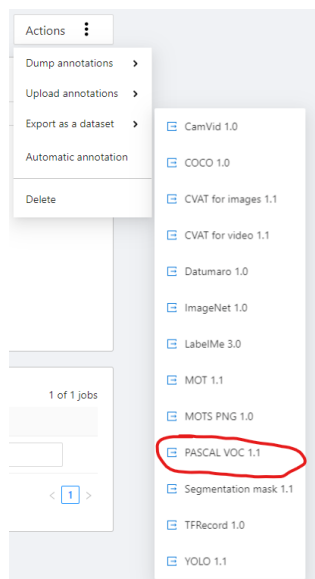 Actions
Dump annotations
Upload annotations
Export as a dataset
Automatic annotation
Delete
CamVid 1.0
COCO 1.0
CVAT for images 1.1
CVAT for video 1.1
Datumaro 1.0
ImageNet 1.0
LabelMe 3.0
MOT 1.1
MOTS PNG 1.0
PASCAL VOC 1.1
Segmentation mask 1.1
TFRecord 1.0
YOLO 1.1
1 of 1 jobs
< 1 >